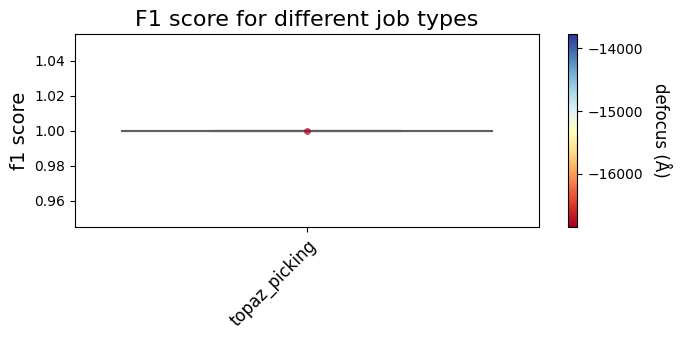 F1 score for different job types
f1 score
1.04
1.02
1.00
0.98
0.96
topaz_picking
−14000
−15000
−16000
defocus (Å)